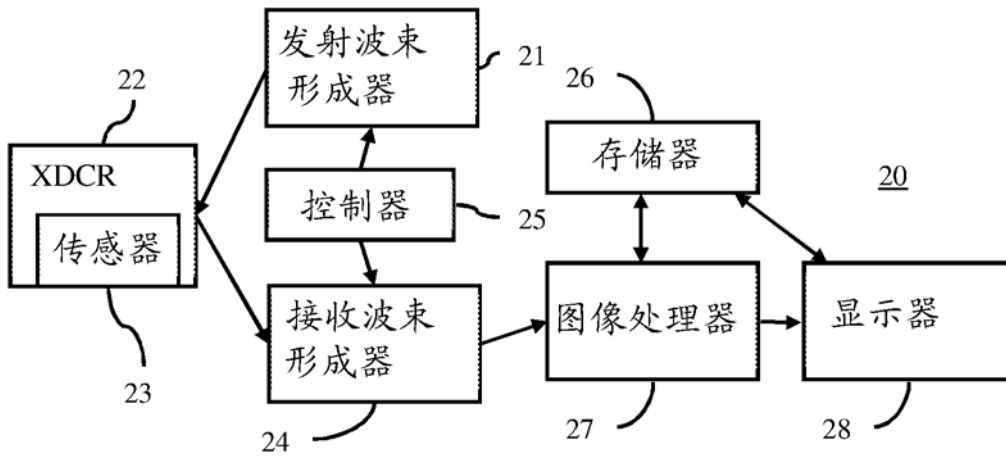 发射波束
形成器
21
22
26
XDCR
传感器
存储器
20
控制器
25
接收波束
形成器
图像处理器
显示器
23
24
27
28